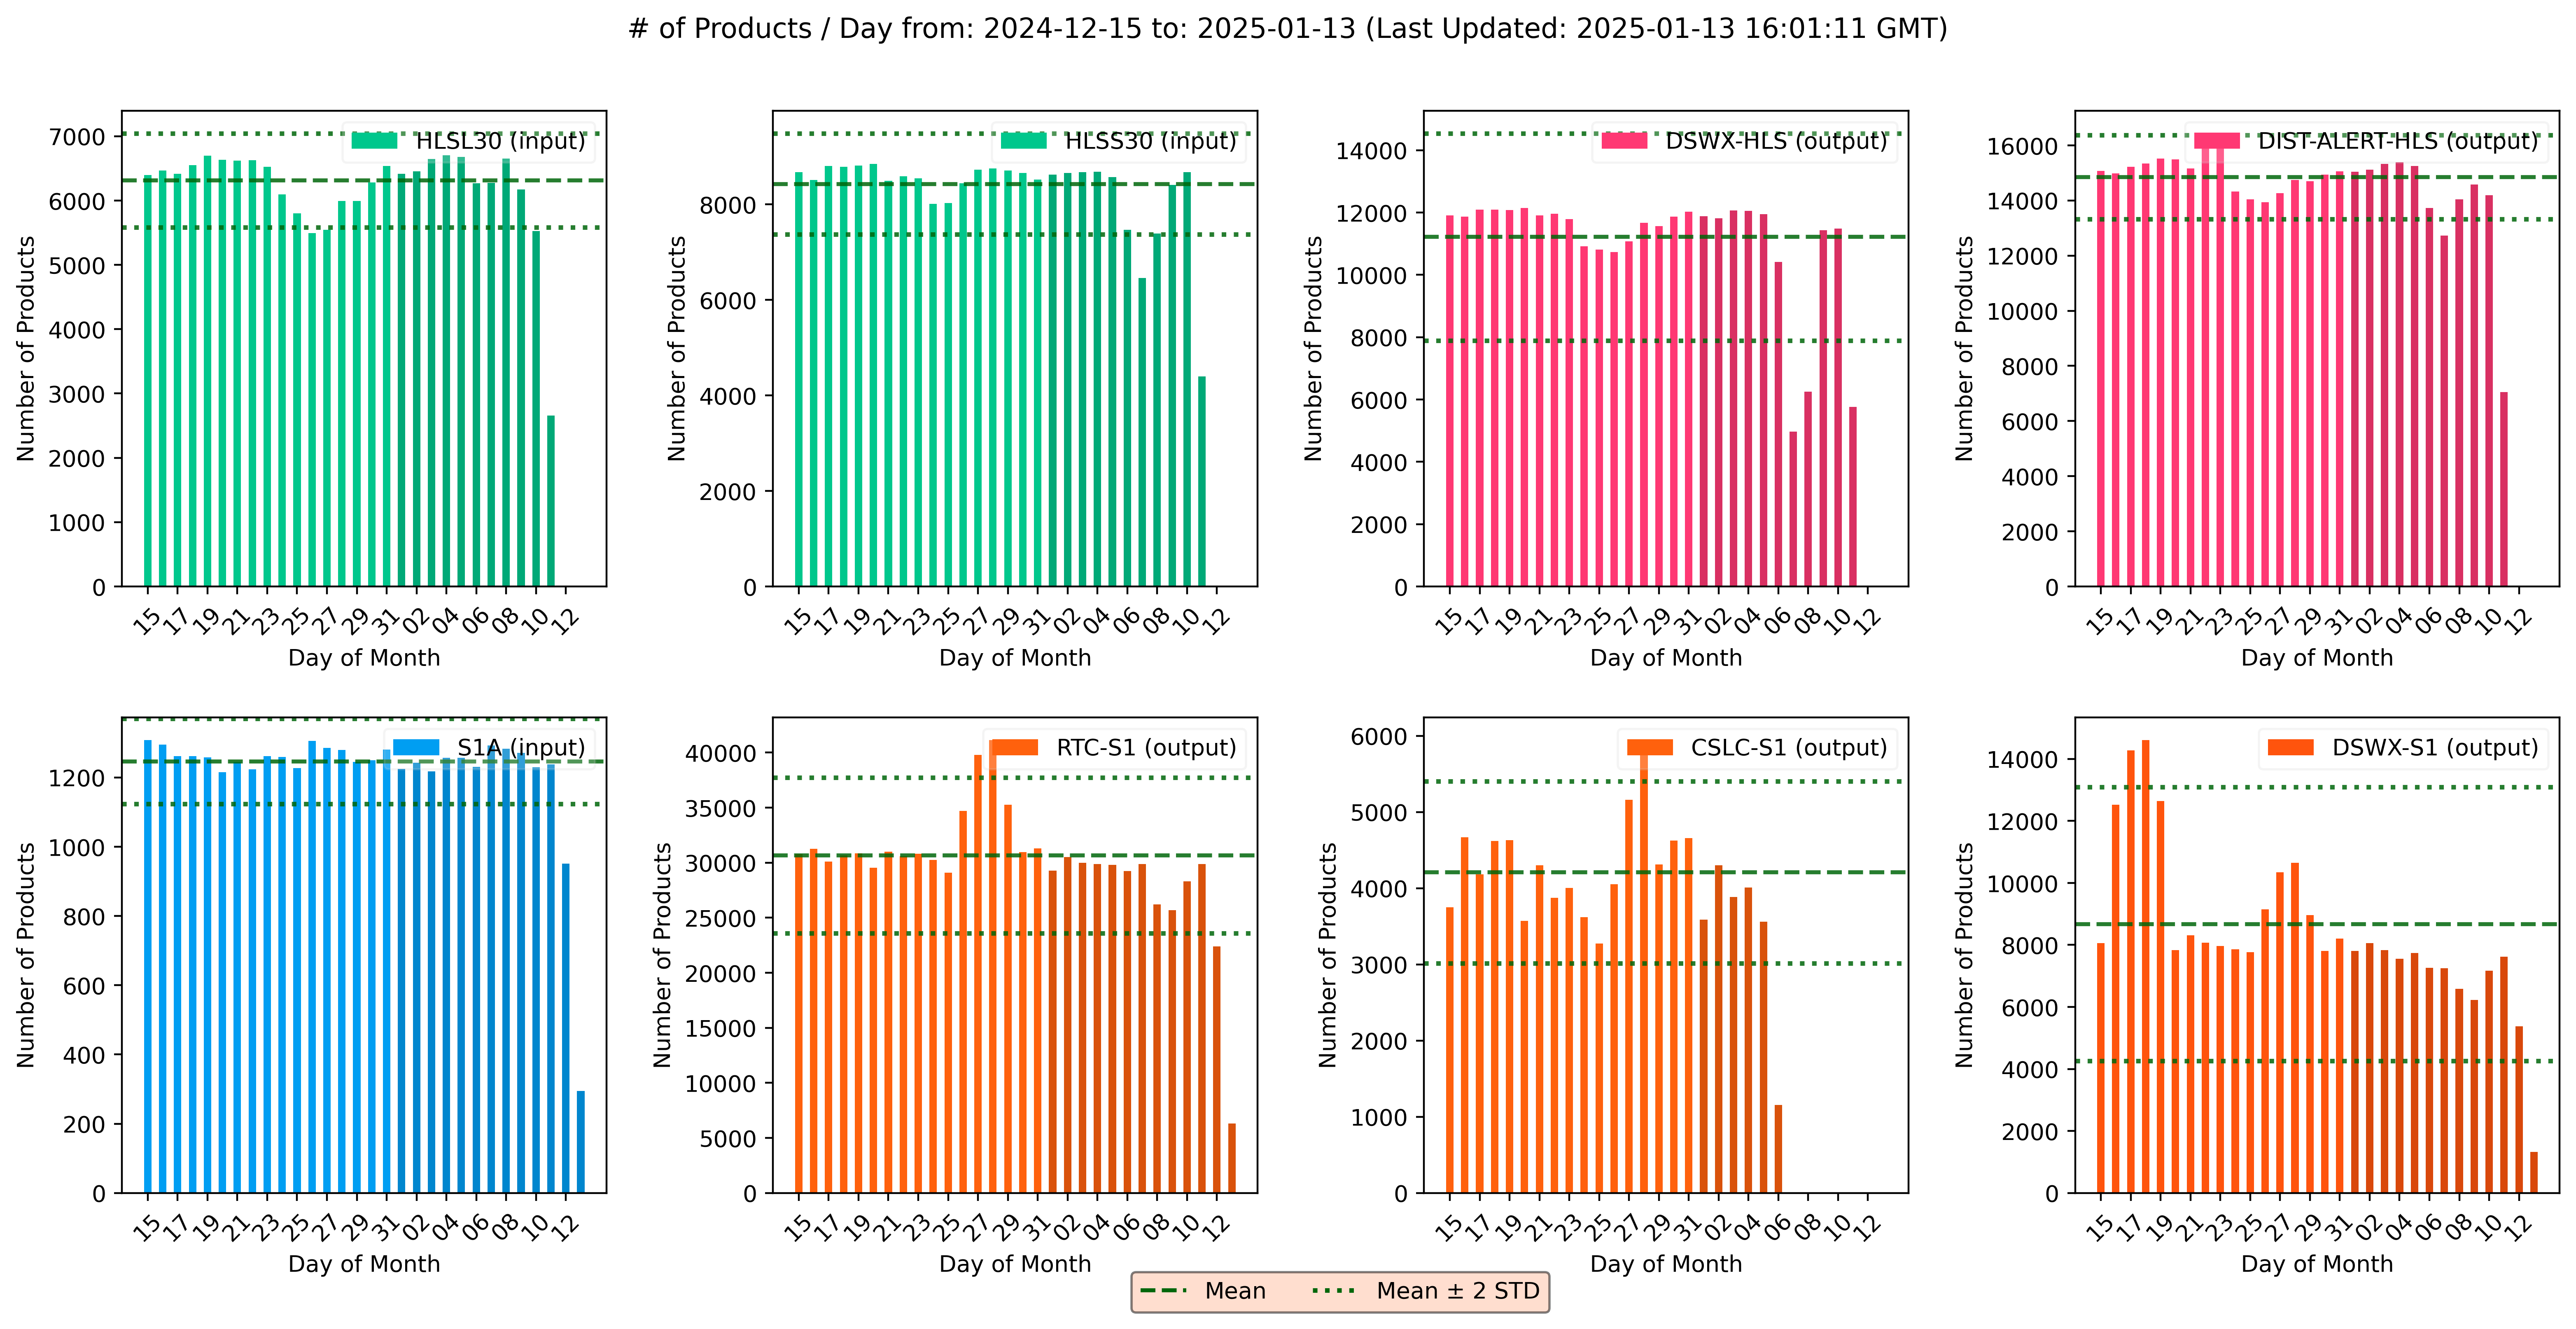 # of Products / Day from: 2024-12-15 to: 2025-01-13 (Last Updated: 2025-01-13 16:01:11 GMT)
HLSL30 (input)
Number of Products
7000
6000
5000
4000
3000
2000
1000
0
15 17 19 21 23 25 27 29 31 02 04 06 08 10 12
Day of Month
HLSS30 (input)
Number of Products
8000
6000
4000
2000
0
15 17 19 21 23 25 27 29 31 02 04 06 08 10 12
Day of Month
DSWX-HLS (output)
Number of Products
14000
12000
10000
8000
6000
4000
2000
0
15 17 19 21 23 25 27 29 31 02 04 06 08 10 12
Day of Month
DIST-ALERT-HLS (output)
Number of Products
16000
14000
12000
10000
8000
6000
4000
2000
0
15 17 19 21 23 25 27 29 31 02 04 06 08 10 12
Day of Month
S1A (input)
Number of Products
1200
1000
800
600
400
200
0
15 17 19 21 23 25 27 29 31 02 04 06 08 10 12
Day of Month
RTC-S1 (output)
Number of Products
40000
35000
30000
25000
20000
15000
10000
5000
0
15 17 19 21 23 25 27 29 31 02 04 06 08 10 12
Day of Month
CSLC-S1 (output)
Number of Products
6000
5000
4000
3000
2000
1000
0
15 17 19 21 23 25 27 29 31 02 04 06 08 10 12
Day of Month
DSWX-S1 (output)
Number of Products
14000
12000
10000
8000
6000
4000
2000
0
15 17 19 21 23 25 27 29 31 02 04 06 08 10 12
Day of Month
Mean
Mean ± 2 STD